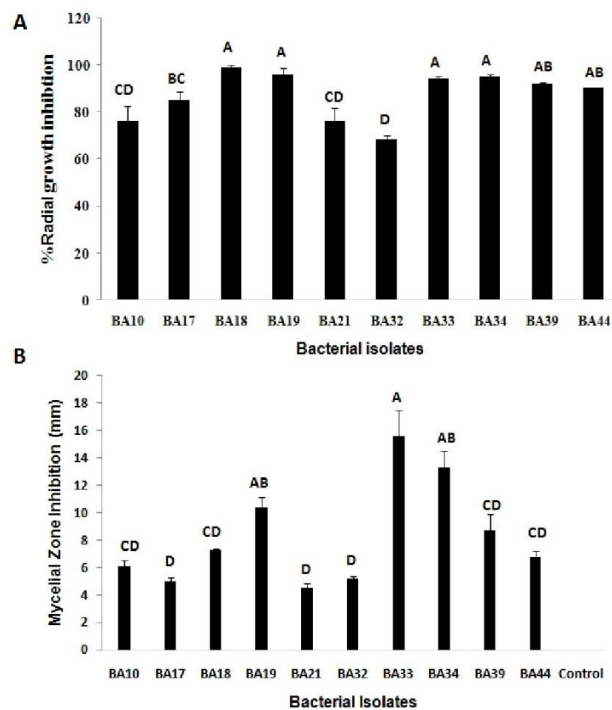 A
%Radial growth inhibtion
120
100
80
60
40
20
0
CD
BC
A
A
CD
D
A
A
AB
AB
BA10 BA17 BA18 BA19 BA21 BA32 BA33 BA34 BA39 BA44
Bacterial isolates
B
Mycelial Zone Inhibition (mm)
20
18
16
14
12
10
8
6
4
2
0
CD
D
CD
AB
D
D
A
AB
CD
CD
BA10 BA17 BA18 BA19 BA21 BA32 BA33 BA34 BA39 BA44 Control
Bacterial Isolates